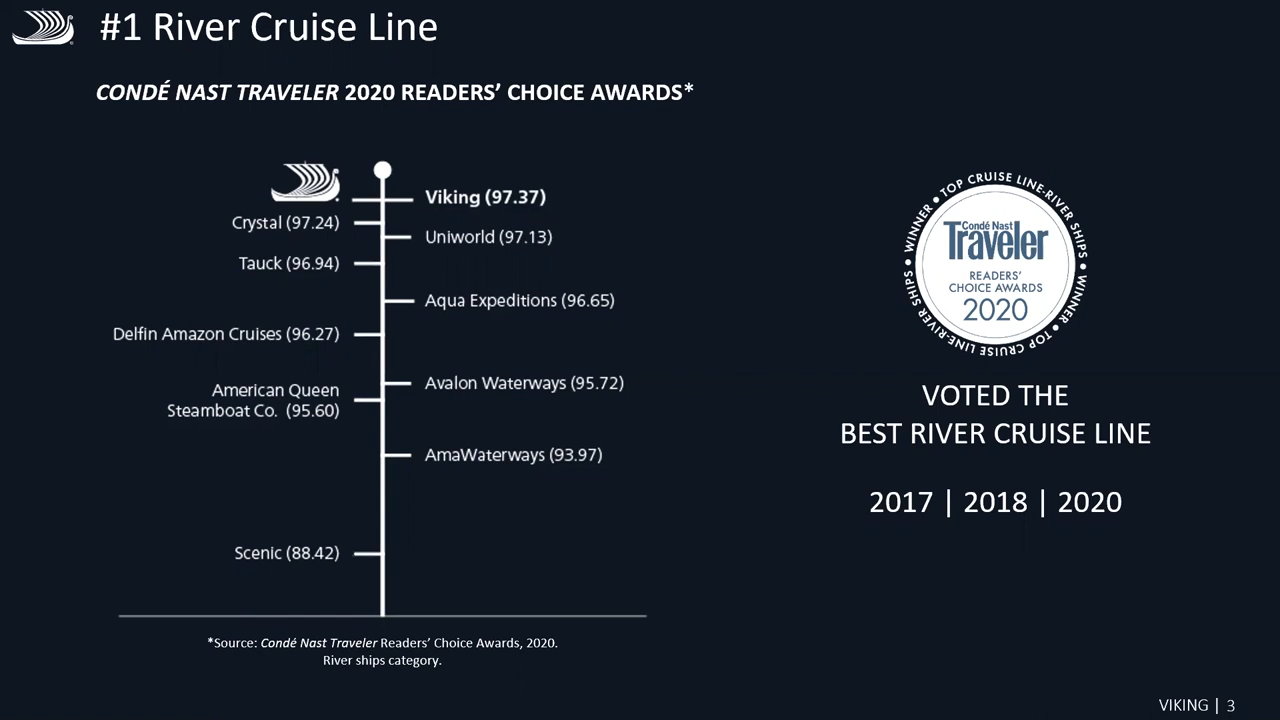 #1 River Cruise Line
CONDÉ NAST TRAVELER 2020 READERS’ CHOICE AWARDS*
Viking (97.37)
Crystal (97.24)
Uniworld (97.13)
Tauck (96.94)
Aqua Expeditions (96.65)
Delfin Amazon Cruises (96.27)
Avalon Waterways (95.72)
American Queen
Steamboat Co. (95.60)
AmaWaterways (93.97)
Scenic (88.42)
*Source: Condé Nast Traveler Readers’ Choice Awards, 2020.
River ships category.
WINNER • TOP CRUISE LINE-RIVER SHIPS • WINNER • TOP CRUISE LINE-RIVER SHIPS •
Condé Nast
Traveler
READERS’
CHOICE AWARDS
2020
VOTED THE
BEST RIVER CRUISE LINE
2017 | 2018 | 2020
VIKING | 3